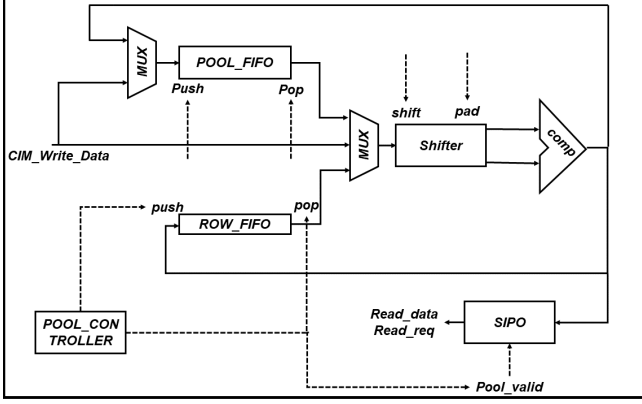 MUX
POOL_FIFO
Push
Pop
shift
pad
MUX
Shifter
comp
CIM_Write_Data
push
pop
ROW_FIFO
POOL_CON
TROLLER
Read_data
Read_req
SIPO
Pool_valid